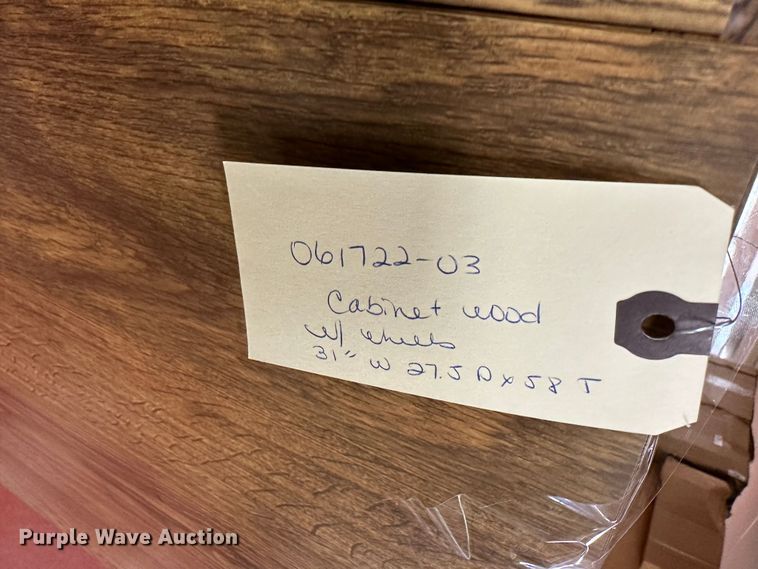 061722-03
Cabinet wood
w/ wheels
31" W 27.5 D x 58 T
Purple Wave Auction